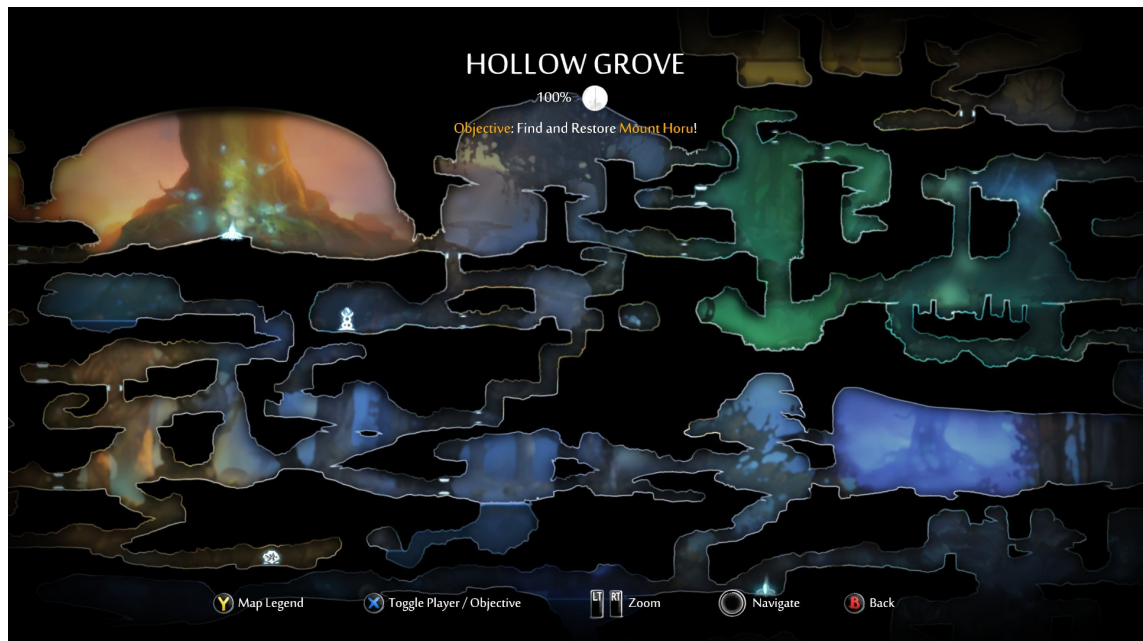 HOLLOW GROVE
100%
Objective: Find and Restore Mount Horu!
Y Map Legend X Toggle Player / Objective LT RT Zoom Navigate B Back